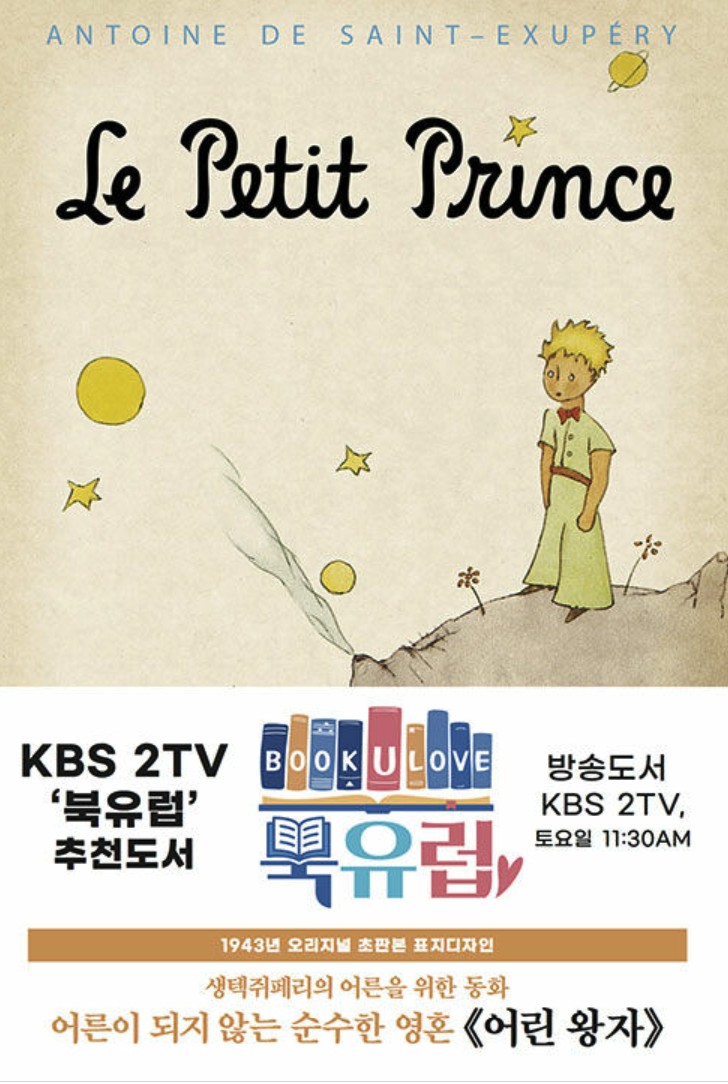 ANTOINE DE SAINT-EXUPÉRY
Le Petit Prince
KBS 2TV
‘북유럽’
추천도서
BOOKULOVE
북유럽
방송도서
KBS 2TV,
토요일 11:30AM
1943년 오리지널 초판본 표지디자인
생텍쥐페리의 어른을 위한 동화
어른이 되지 않는 순수한 영혼 《어린 왕자》